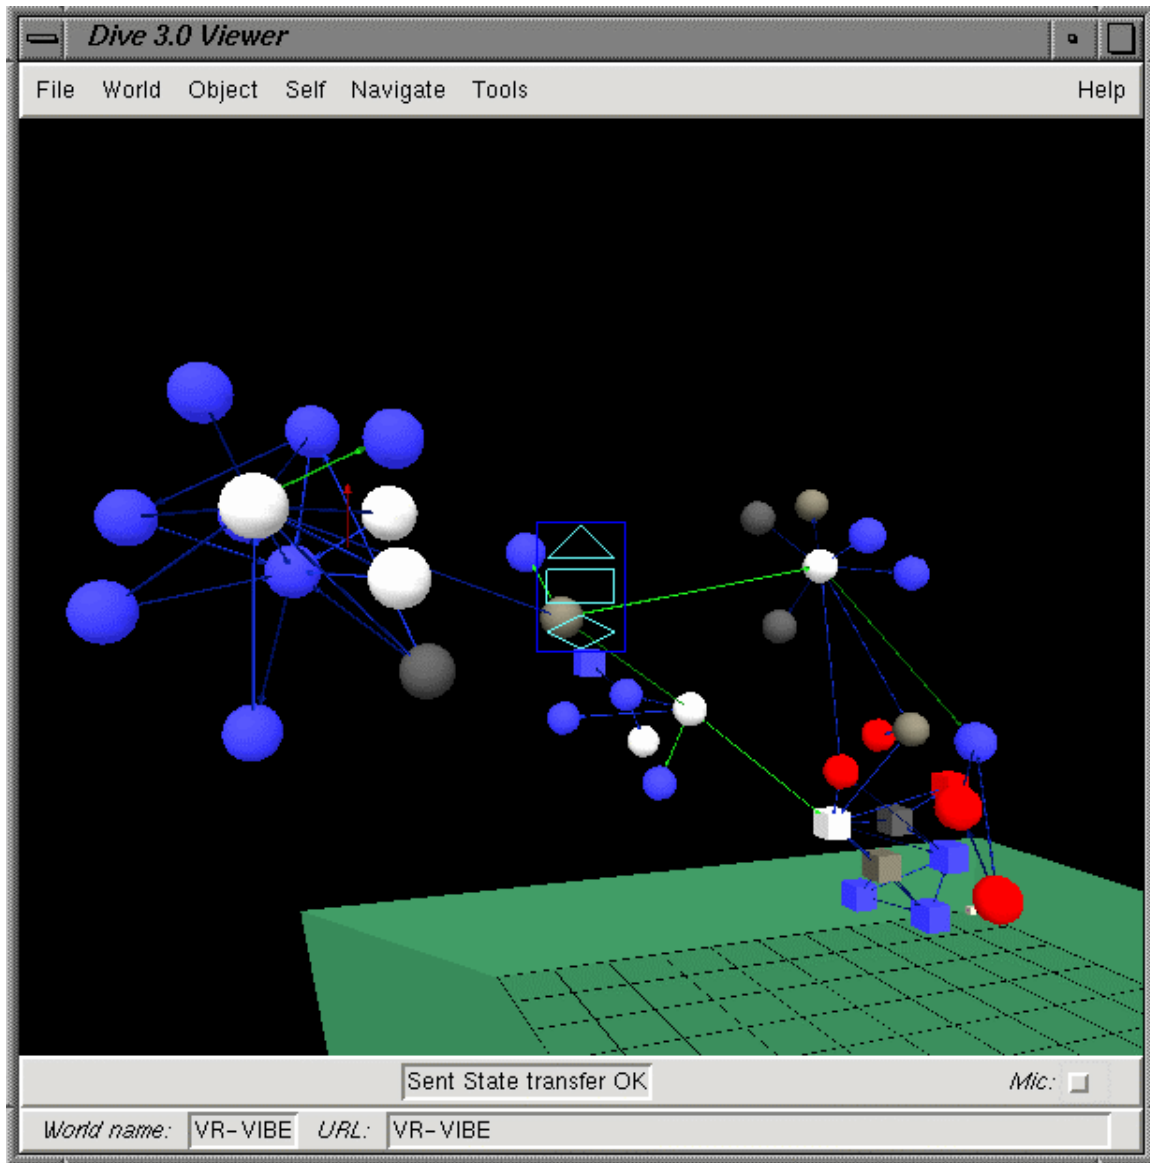 Dive 3.0 Viewer
File World Object Self Navigate Tools Help
Sent State transfer OK Mic:
World name: VR-VIBE URL: VR-VIBE